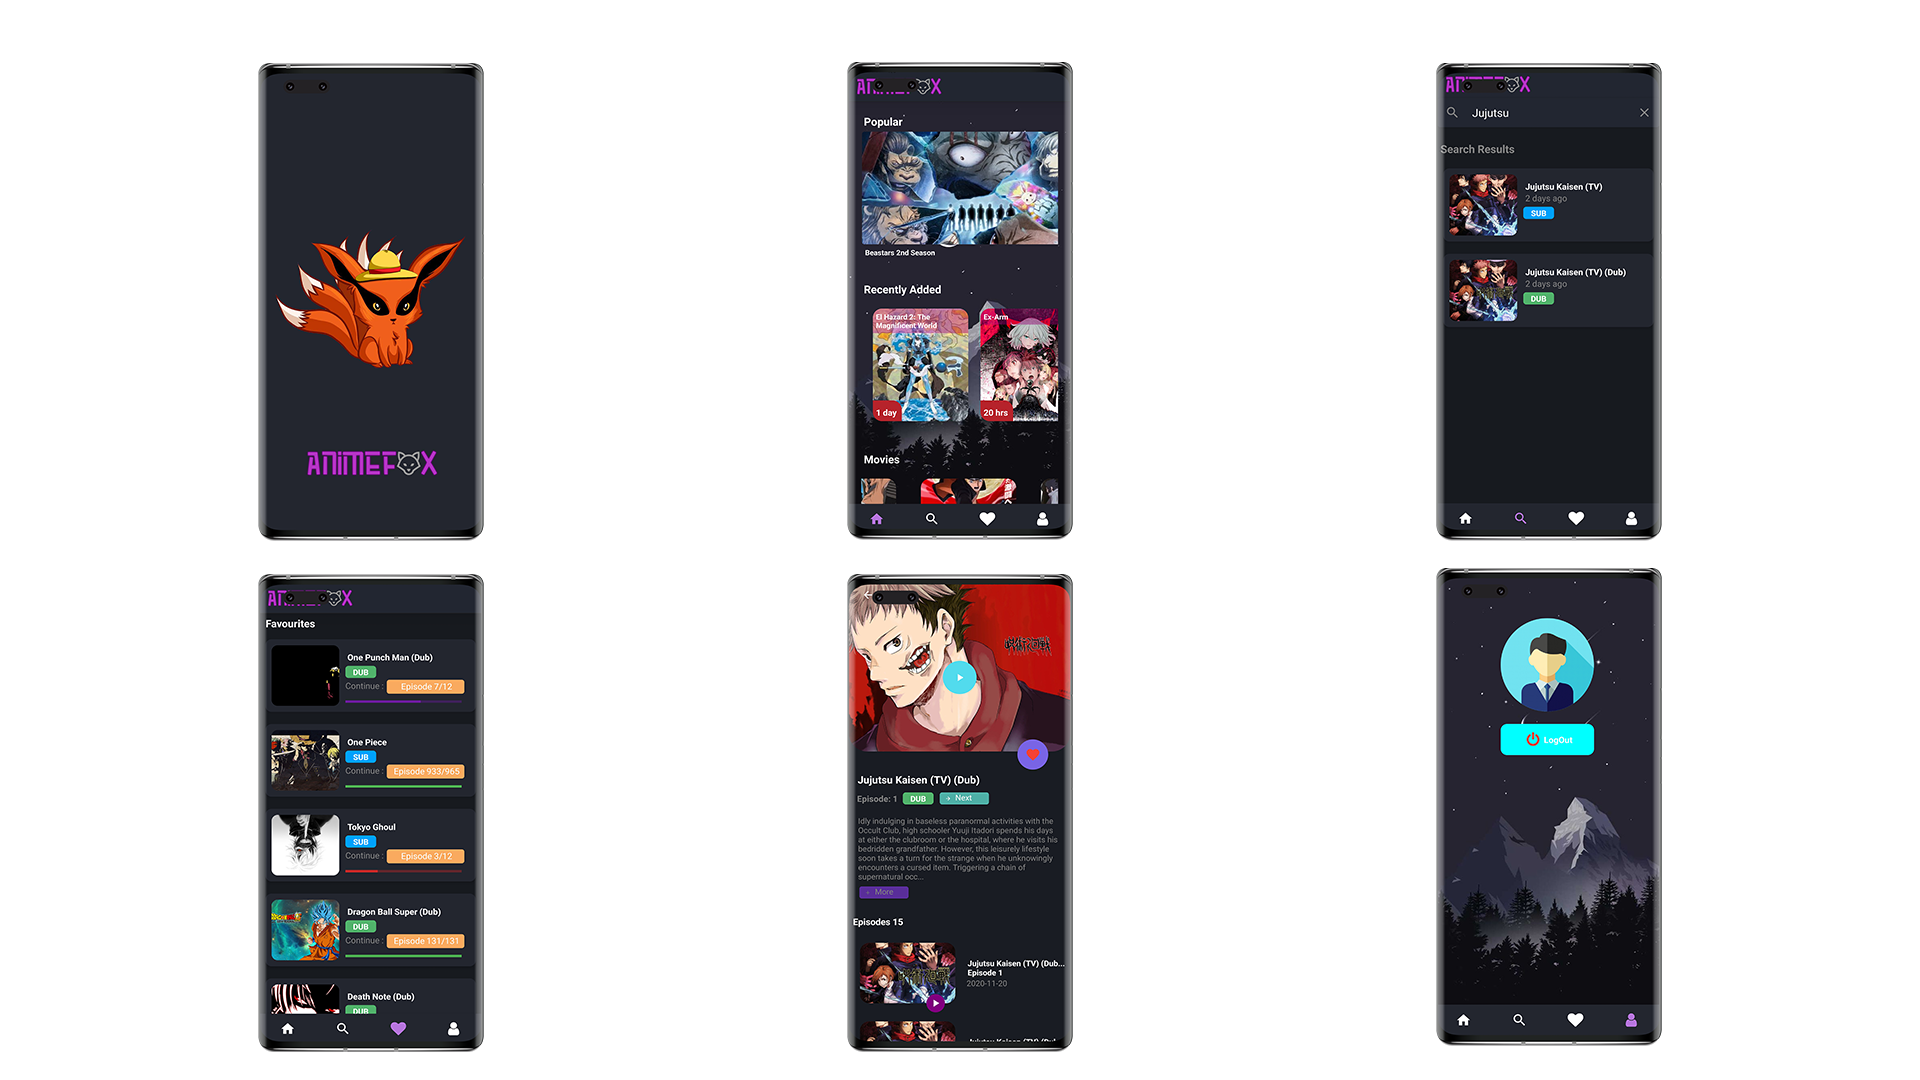 ANIMEFOX
Popular
Beastars 2nd Season
Recently Added
El Hazard 2: The
Magnificent World
1 day
Ex-Arm
20 hrs
Movies
Jujutsu
Search Results
Jujutsu Kaisen (TV)
2 days ago
SUB
Jujutsu Kaisen (TV) (Dub)
2 days ago
DUB
Favourites
One Punch Man (Dub)
DUB
Continue : Episode 7/12
One Piece
SUB
Continue : Episode 933/965
Tokyo Ghoul
SUB
Continue : Episode 3/12
Dragon Ball Super (Dub)
DUB
Continue : Episode 131/131
Death Note (Dub)
DUB
Jujutsu Kaisen (TV) (Dub)
Episode: 1 DUB Next
Idly indulging in baseless paranormal activities with the
Occult Club, high schooler Yuuji Itadori spends his days
at either the clubroom or the hospital, where he visits his
bedridden grandfather. However, this leisurely lifestyle
soon takes a turn for the strange when he unknowingly
encounters a cursed item. Triggering a chain of
supernatural occ...
More
Episodes 15
Jujutsu Kaisen (TV) (Dub...
Episode 1
2020-11-20
LogOut